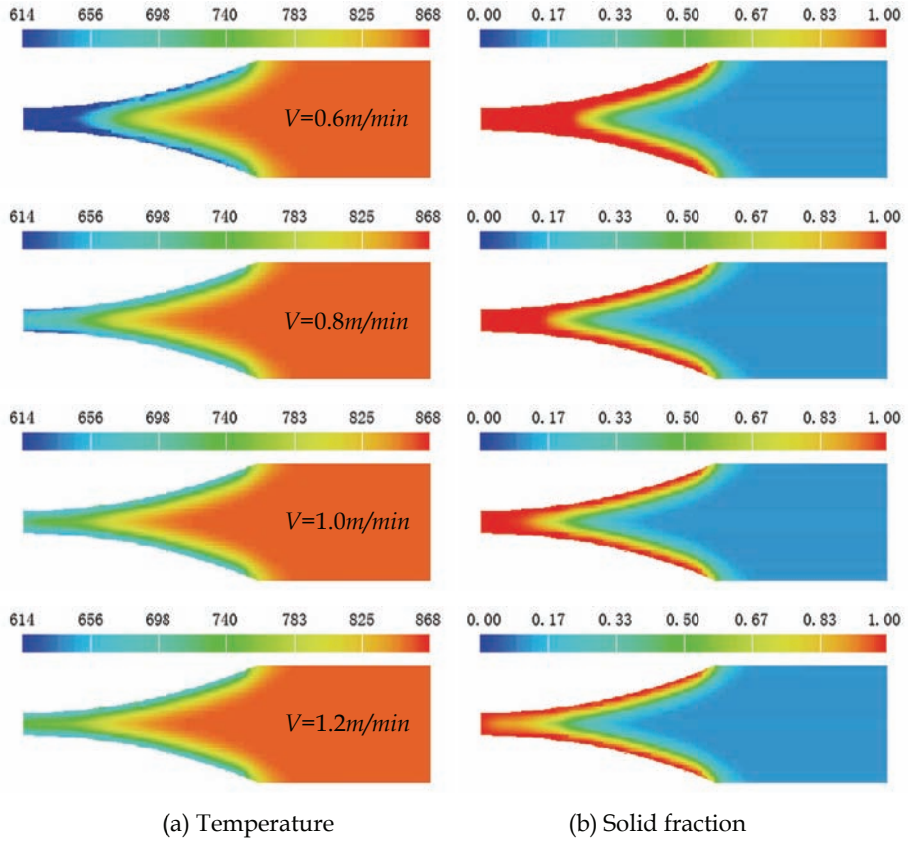 614 656 698 740 783 825 868 0.00 0.17 0.33 0.50 0.67 0.83 1.00
V=0.6m/min
614 656 698 740 783 825 868 0.00 0.17 0.33 0.50 0.67 0.83 1.00
V=0.8m/min
614 656 698 740 783 825 868 0.00 0.17 0.33 0.50 0.67 0.83 1.00
V=1.0m/min
614 656 698 740 783 825 868 0.00 0.17 0.33 0.50 0.67 0.83 1.00
V=1.2m/min
(a) Temperature (b) Solid fraction